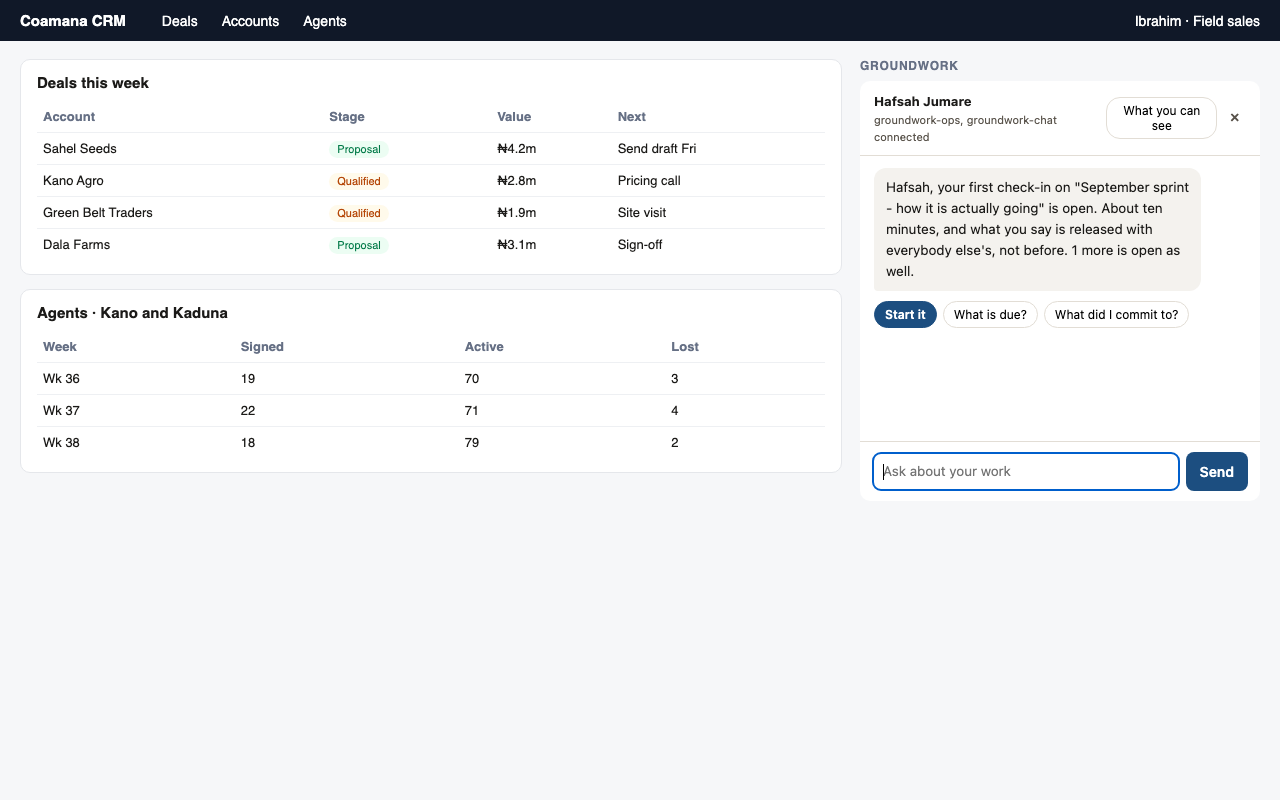 Coamana CRM Deals Accounts Agents Ibrahim · Field sales
Deals this week
Account Stage Value Next
Sahel Seeds Proposal ₦4.2m Send draft Fri
Kano Agro Qualified ₦2.8m Pricing call
Green Belt Traders Qualified ₦1.9m Site visit
Dala Farms Proposal ₦3.1m Sign-off
Agents · Kano and Kaduna
Week Signed Active Lost
Wk 36 19 70 3
Wk 37 22 71 4
Wk 38 18 79 2
GROUNDWORK
Hafsah Jumare
groundwork-ops, groundwork-chat
connected
What you can
see
×
Hafsah, your first check-in on "September sprint
- how it is actually going" is open. About ten
minutes, and what you say is released with
everybody else's, not before. 1 more is open as
well.
Start it What is due? What did I commit to?
Ask about your work Send